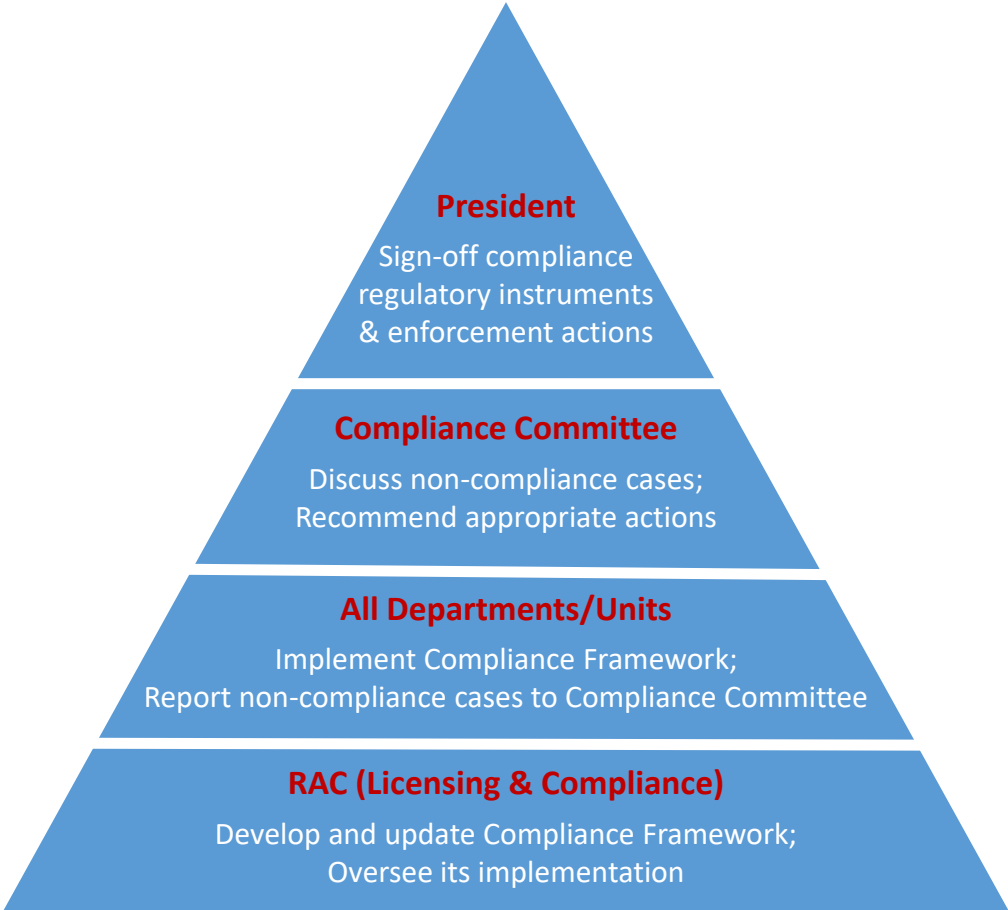 President
Sign-off compliance
regulatory instruments
& enforcement actions
Compliance Committee
Discuss non-compliance cases;
Recommend appropriate actions
All Departments/Units
Implement Compliance Framework;
Report non-compliance cases to Compliance Committee
RAC (Licensing & Compliance)
Develop and update Compliance Framework;
Oversee its implementation